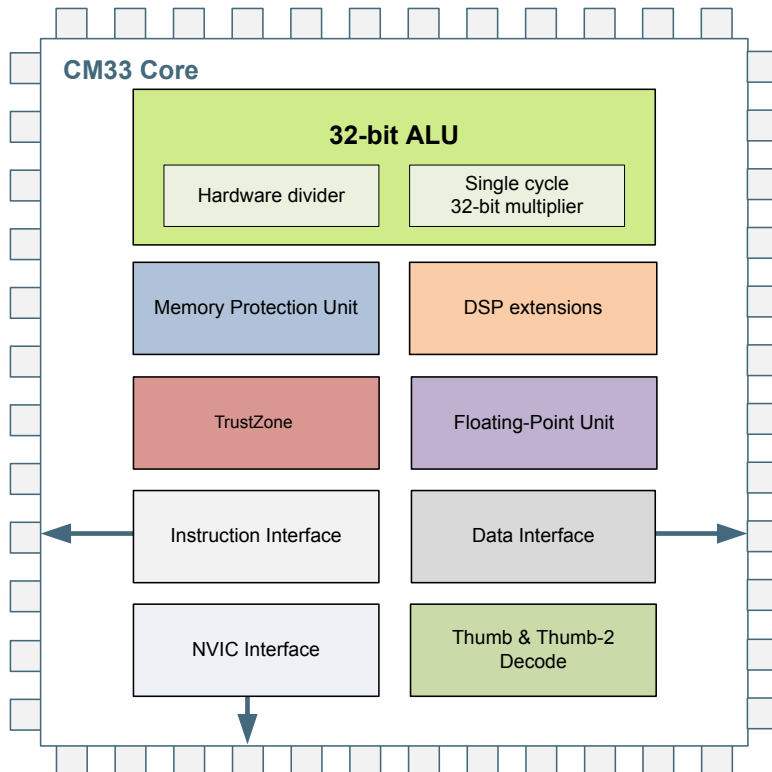 CM33 Core
32-bit ALU
Hardware divider
Single cycle
32-bit multiplier
Memory Protection Unit
DSP extensions
TrustZone
Floating-Point Unit
Instruction Interface
Data Interface
NVIC Interface
Thumb & Thumb-2
Decode